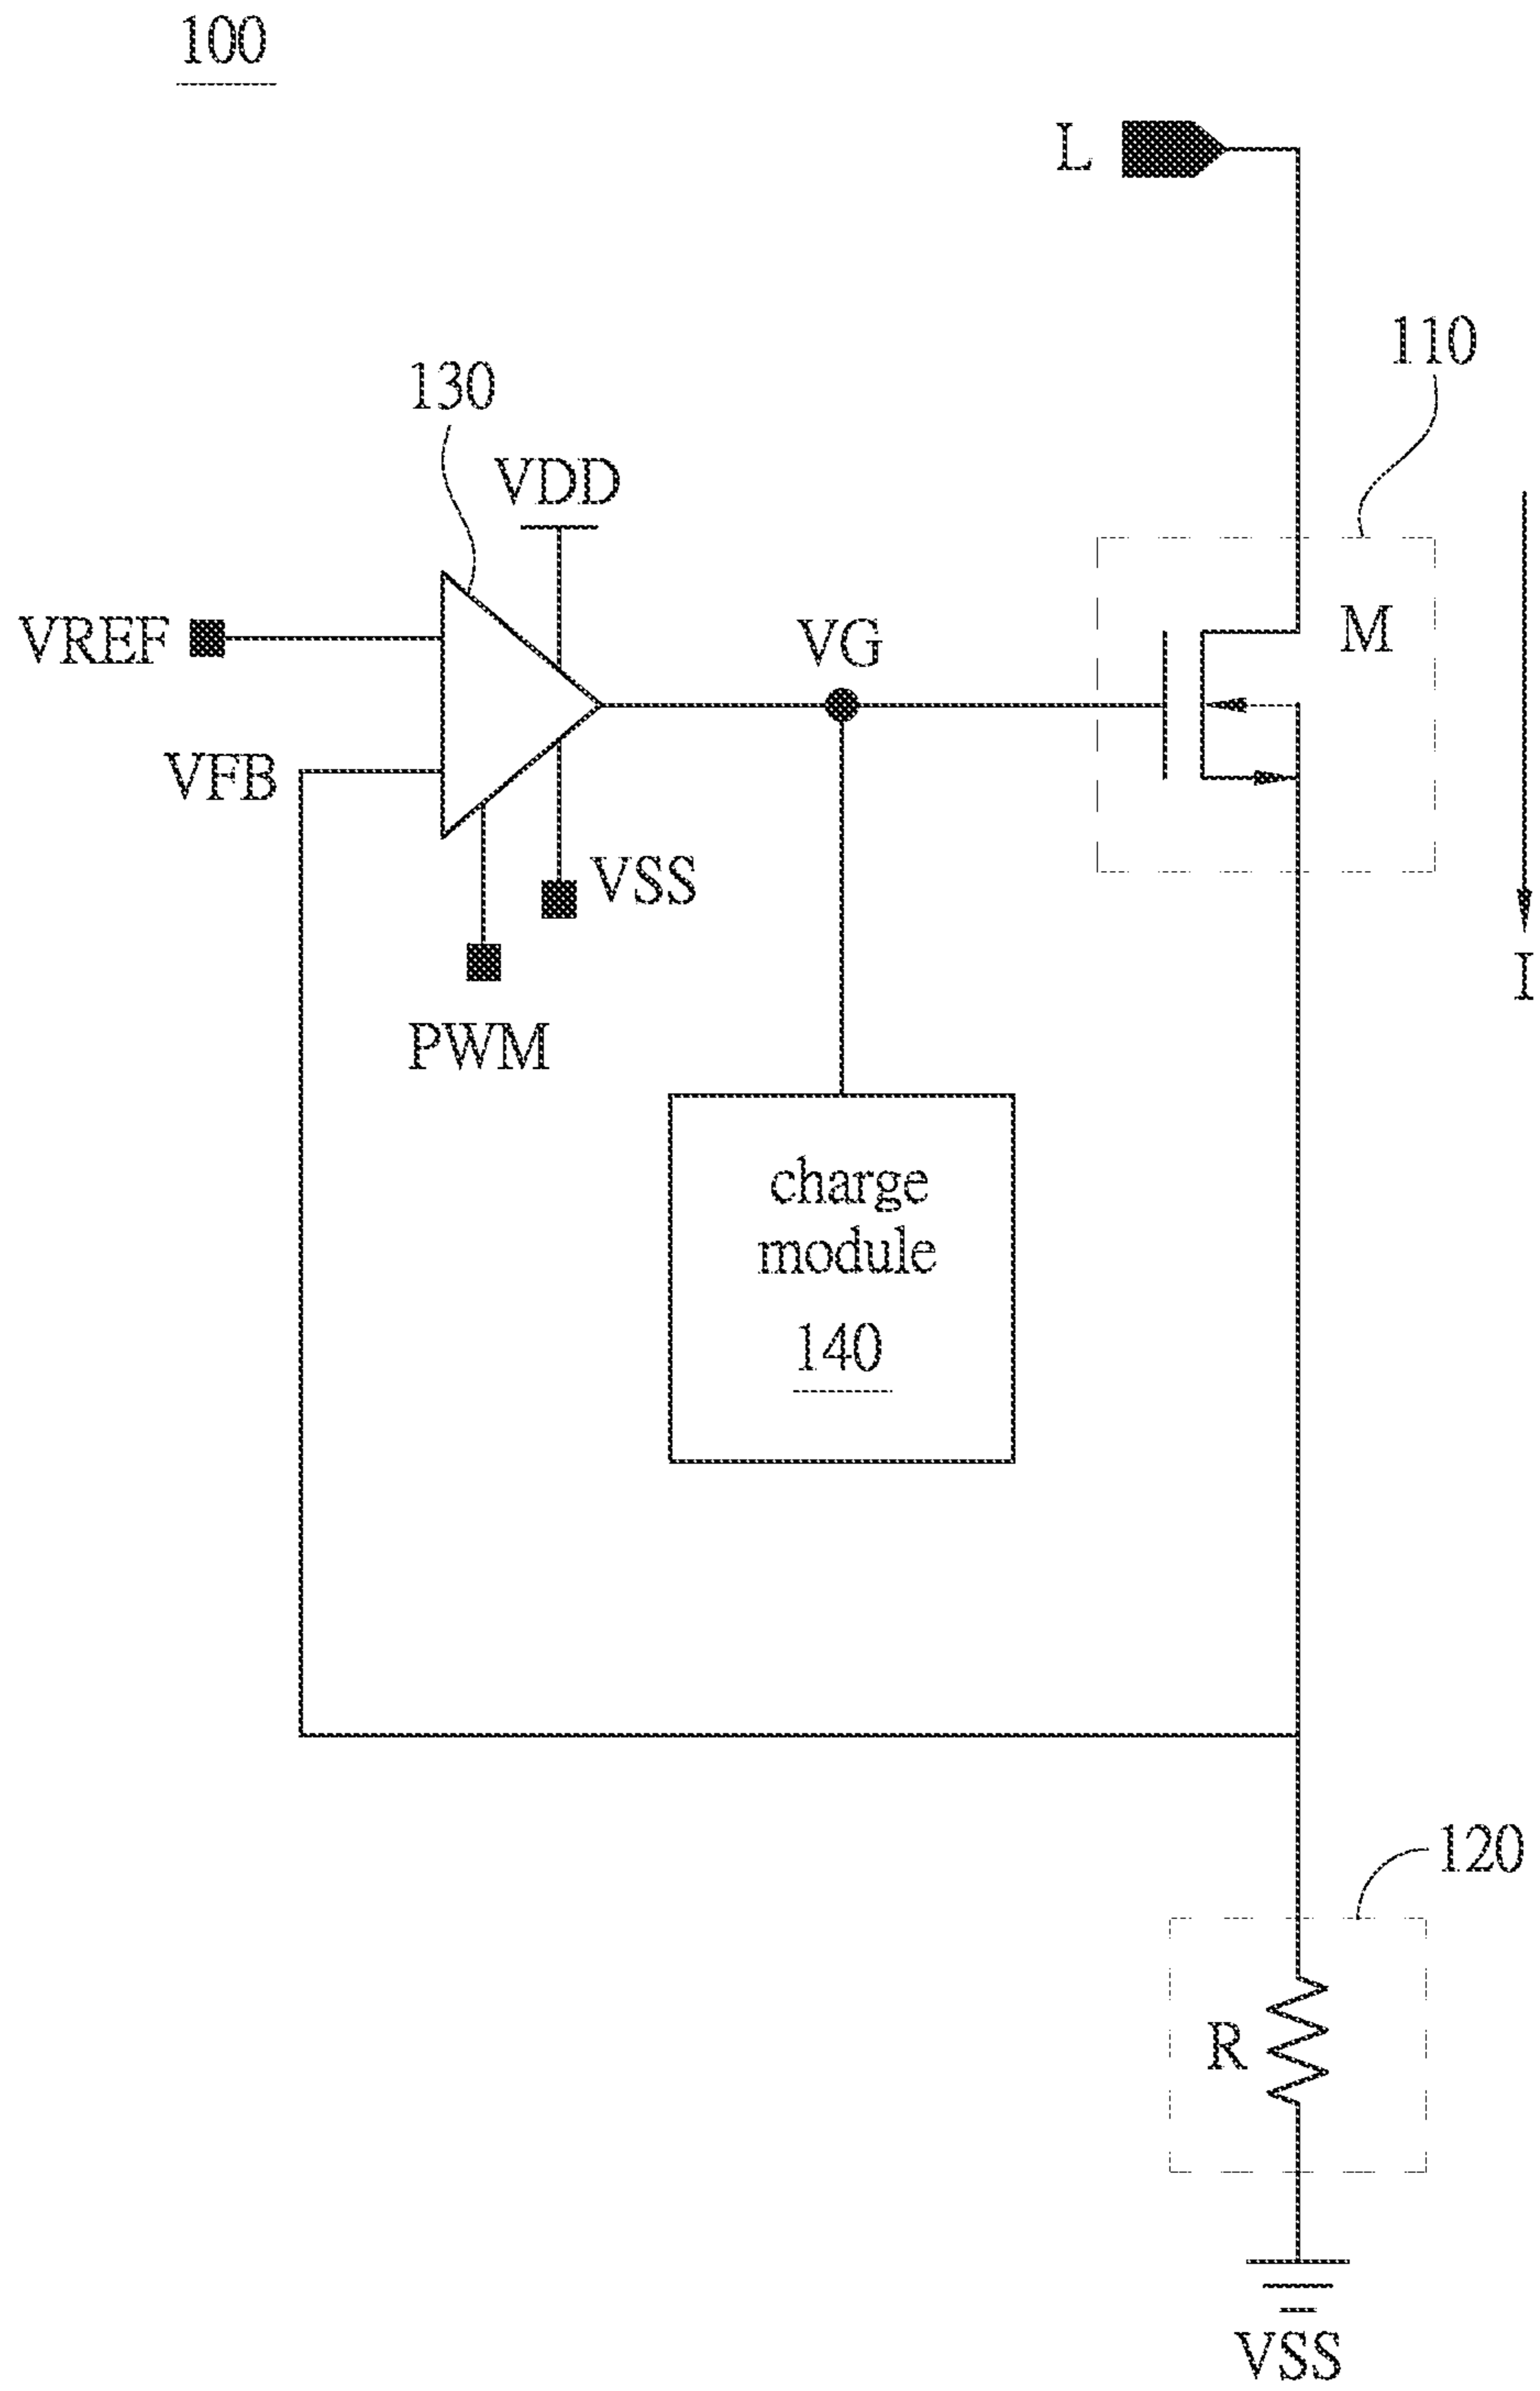 100
L
110
130
VDD
VREF
VG
M
VFB
VSS
I
PWM
charge
module
140
120
R
VSS